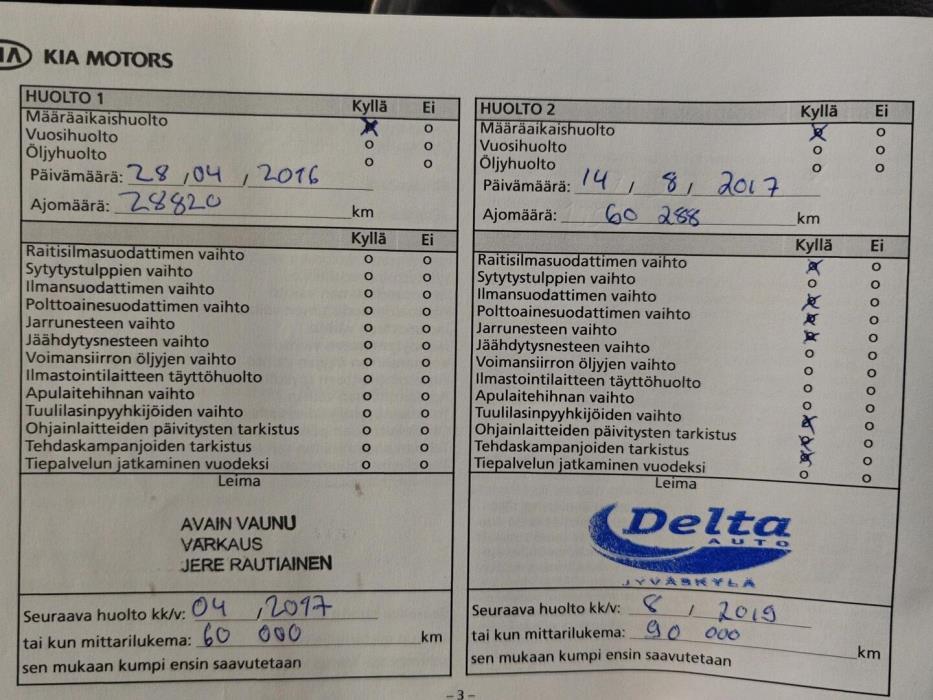 KIA KIA MOTORS
HUOLTO 1 Kyllä Ei
Määräaikaishuolto x o
Vuosihuolto o o
Öljyhuolto o o
Päivämäärä: 28 , 04 , 2016
Ajomäärä: 28820 km
Kyllä Ei
Raitisilmasuodattimen vaihto o o
Sytytystulppien vaihto o o
Ilmansuodattimen vaihto o o
Polttoainesuodattimen vaihto o o
Jarrunesteen vaihto o o
Jäähdytysnesteen vaihto o o
Voimansiirron öljyjen vaihto o o
Ilmastointilaitteen täyttöhuolto o o
Apulaitehihnan vaihto o o
Tuulilasinpyyhkijöiden vaihto o o
Ohjainlaitteiden päivitysten tarkistus o o
Tehdaskampanjoiden tarkistus o o
Tiepalvelun jatkaminen vuodeksi o o
Leima
AVAIN VAUNU
VARKAUS
JERE RAUTIAINEN
Seuraava huolto kk/v: 04 , 2017
tai kun mittarilukema: 60 000 km
sen mukaan kumpi ensin saavutetaan
HUOLTO 2 Kyllä Ei
Määräaikaishuolto x o
Vuosihuolto o o
Öljyhuolto o o
Päivämäärä: 14 , 8 , 2017
Ajomäärä: 60 288 km
Kyllä Ei
Raitisilmasuodattimen vaihto x o
Sytytystulppien vaihto o o
Ilmansuodattimen vaihto x o
Polttoainesuodattimen vaihto x o
Jarrunesteen vaihto x o
Jäähdytysnesteen vaihto o o
Voimansiirron öljyjen vaihto o o
Ilmastointilaitteen täyttöhuolto o o
Apulaitehihnan vaihto o o
Tuulilasinpyyhkijöiden vaihto x o
Ohjainlaitteiden päivitysten tarkistus x o
Tehdaskampanjoiden tarkistus x o
Tiepalvelun jatkaminen vuodeksi o o
Leima
Delta
AUTO
JYVÄSKYLÄ
Seuraava huolto kk/v: 8 , 2019
tai kun mittarilukema: 90 000 km
sen mukaan kumpi ensin saavutetaan
– 3 –